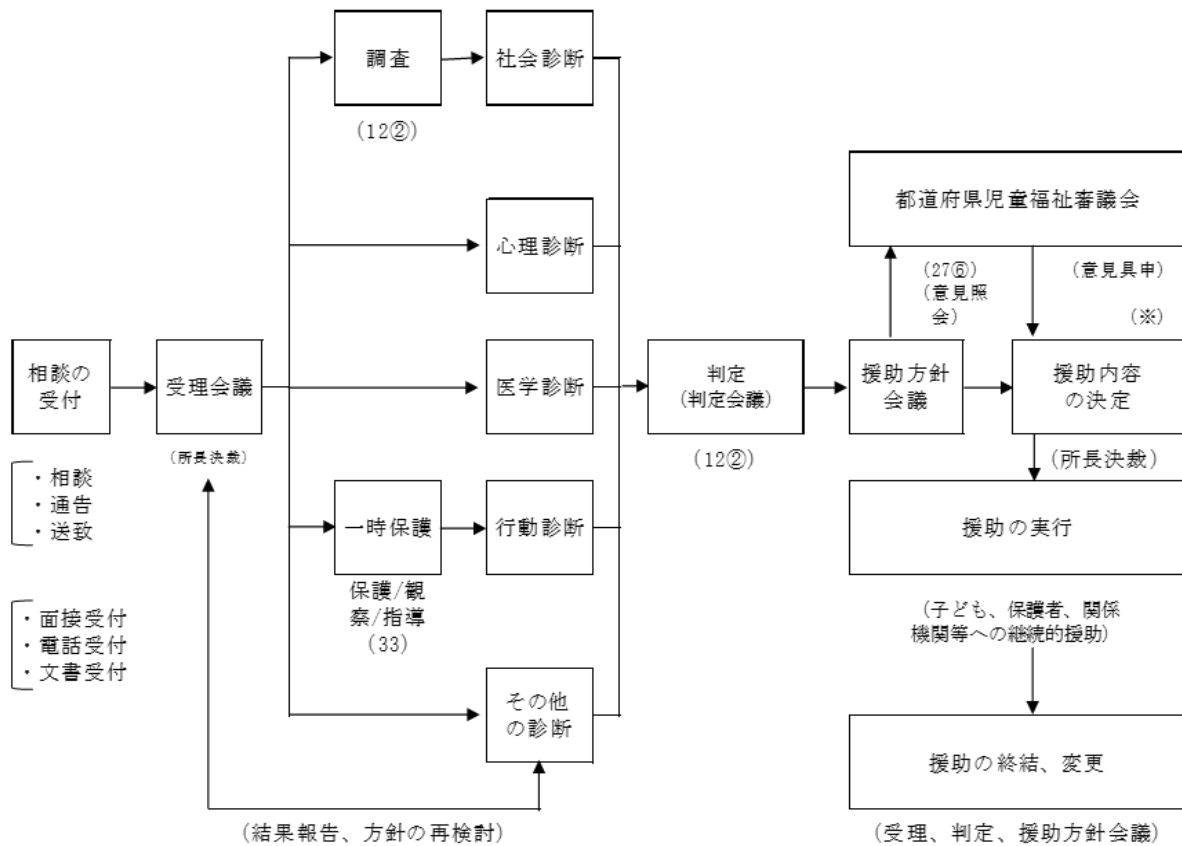 調査
社会診断
(12②)
都道府県児童福祉審議会
心理診断
(27⑥)
(意見照
会)
(意見具申)
(※)
相談の
受付
受理会議
医学診断
判定
(判定会議)
援助方針
会議
援助内容
の決定
(所長決裁)
(12②)
(所長決裁)
・相談
・通告
・送致
一時保護
行動診断
援助の実行
保護/観
察/指導
(33)
・面接受付
・電話受付
・文書受付
(子ども、保護者、関係
機関等への継続的援助)
その他
の診断
援助の終結、変更
(結果報告、方針の再検討)
(受理、判定、援助方針会議)